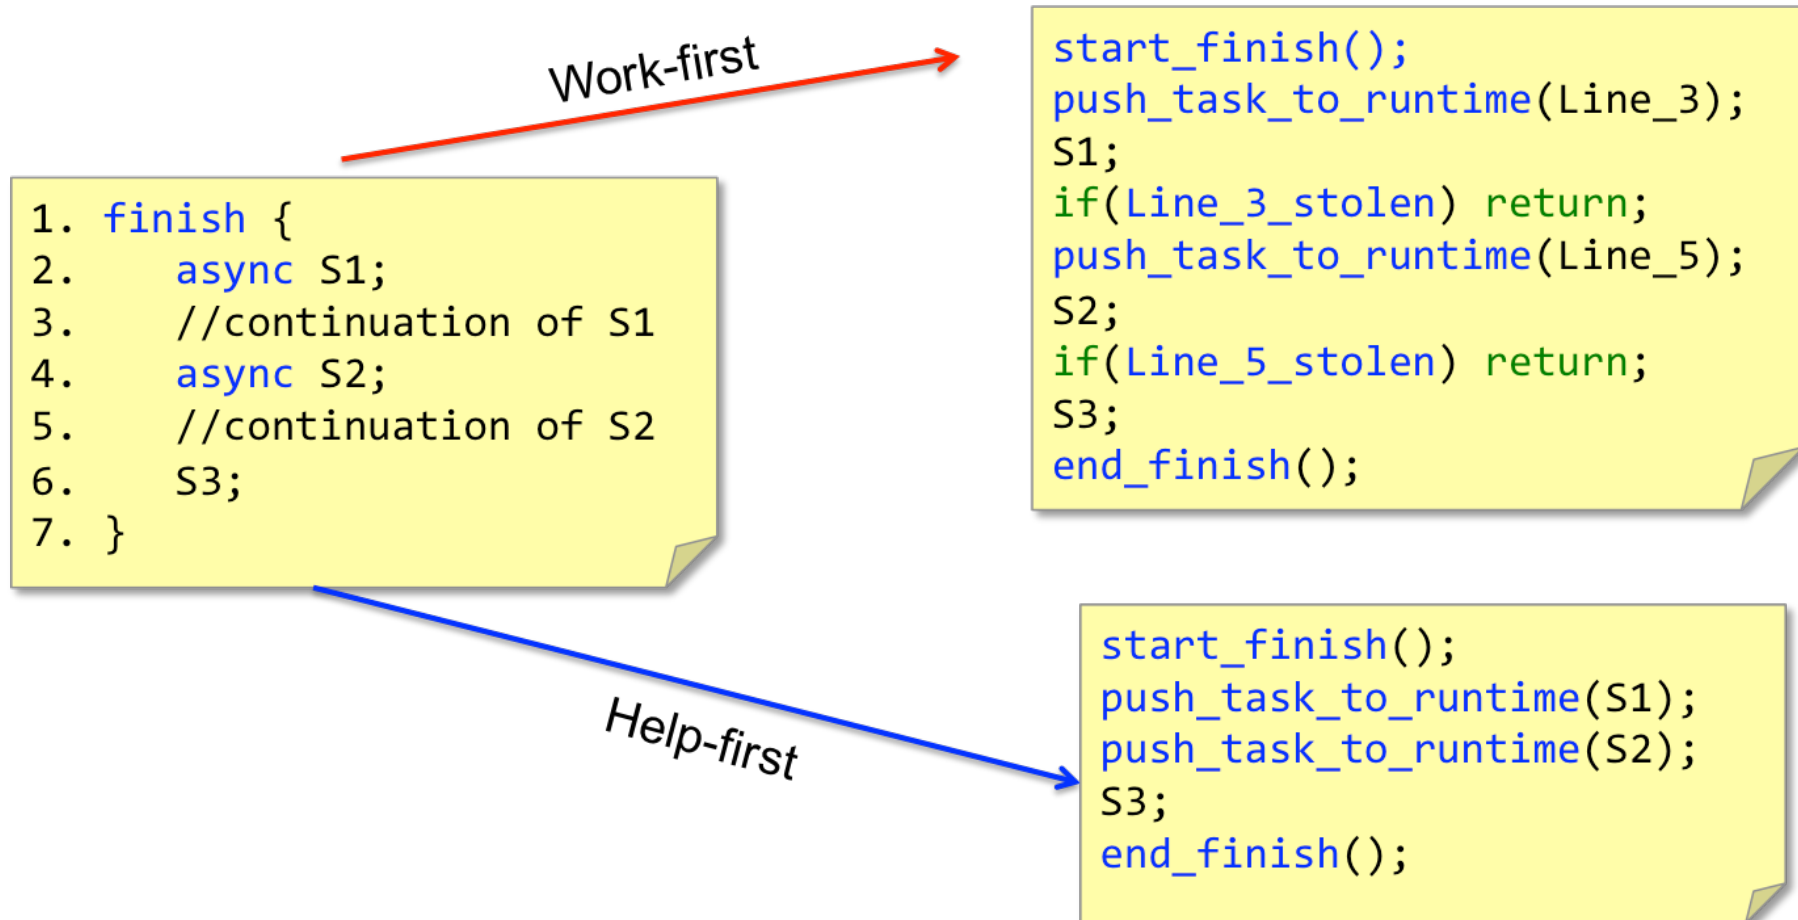 Work-first
start_finish();
push_task_to_runtime(Line_3);
S1;
if(Line_3_stolen) return;
push_task_to_runtime(Line_5);
S2;
if(Line_5_stolen) return;
S3;
end_finish();
1. finish {
2.    async S1;
3.    //continuation of S1
4.    async S2;
5.    //continuation of S2
6.    S3;
7. }
Help-first
start_finish();
push_task_to_runtime(S1);
push_task_to_runtime(S2);
S3;
end_finish();